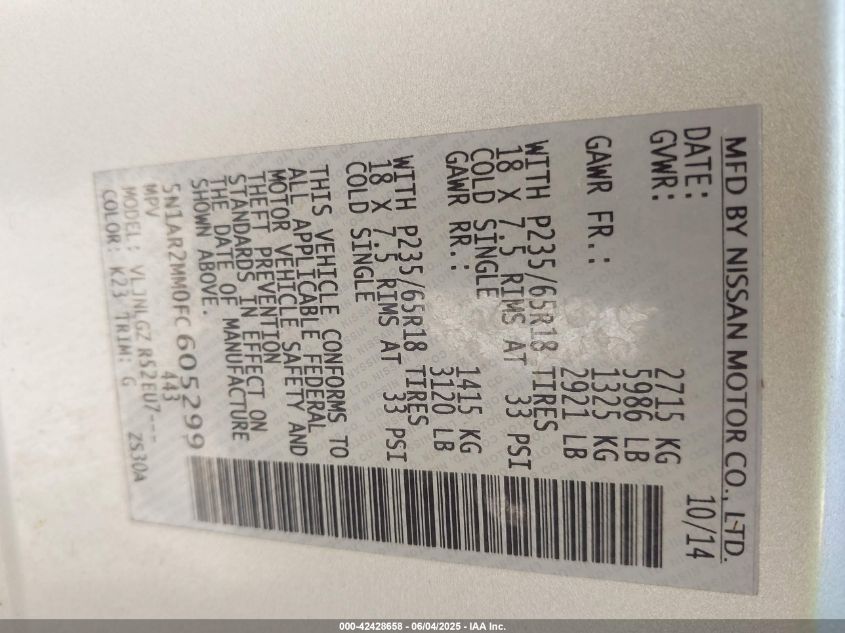 MFD BY NISSAN MOTOR CO., LTD.
DATE: 10/14
GVWR: 2715 KG
5986 LB
GAWR FR.: 1325 KG
2921 LB
WITH P235/65R18 TIRES
18 X 7.5 RIMS AT 33 PSI
COLD SINGLE
GAWR RR.: 1415 KG
3120 LB
WITH P235/65R18 TIRES
18 X 7.5 RIMS AT 33 PSI
COLD SINGLE
THIS VEHICLE CONFORMS TO
ALL APPLICABLE FEDERAL
MOTOR VEHICLE SAFETY AND
THEFT PREVENTION
STANDARDS IN EFFECT ON
THE DATE OF MANUFACTURE
SHOWN ABOVE.
5N1AR2MM0FC605299
MPV 443
MODEL: VLJNLGZ R52EU7---
COLOR: K23 TRIM: G 2S30A
000-42428658 - 06/04/2025 - IAA Inc.